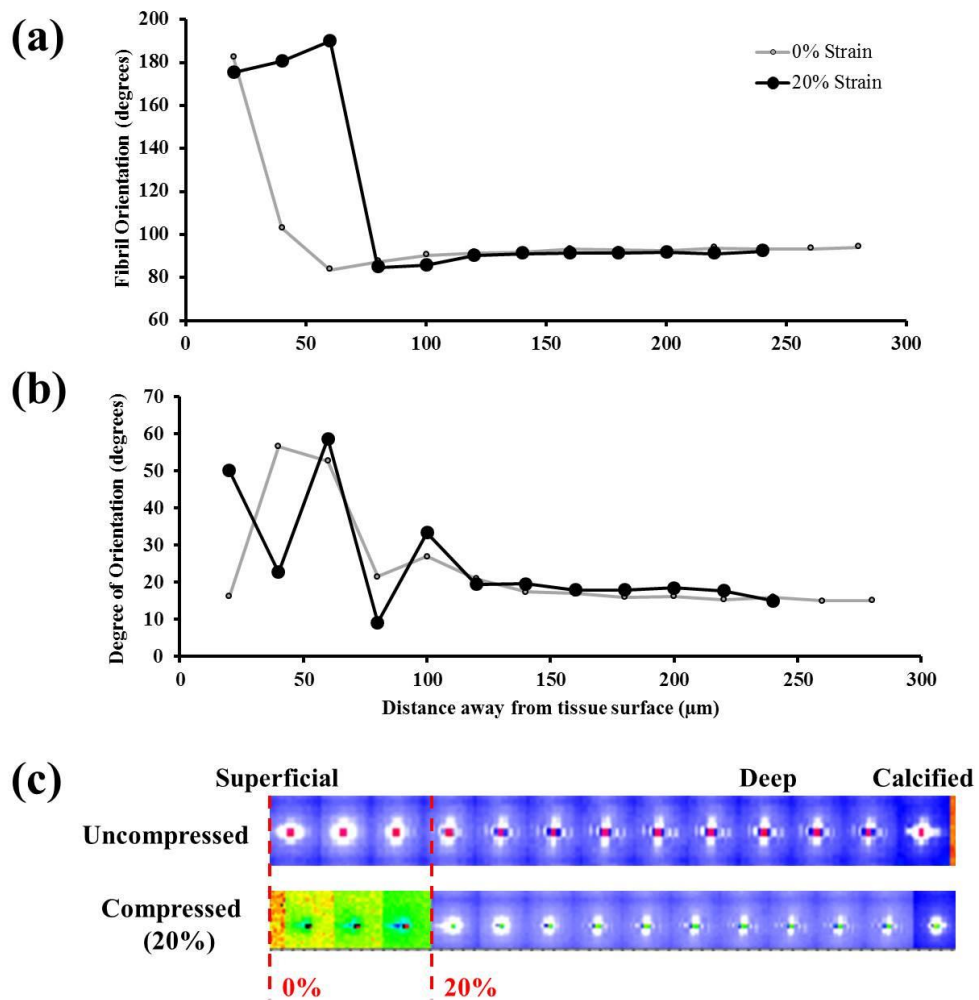 (a)
200
180
160
140
120
100
80
60
Fibril Orientation (degrees)
0% Strain
20% Strain
0
50
100
150
200
250
300
(b)
70
60
50
40
30
20
10
0
Degree of Orientation (degrees)
0
50
100
150
200
250
300
Distance away from tissue surface (µm)
(c)
Superficial
Deep
Calcified
Uncompressed
Compressed
(20%)
0%
20%